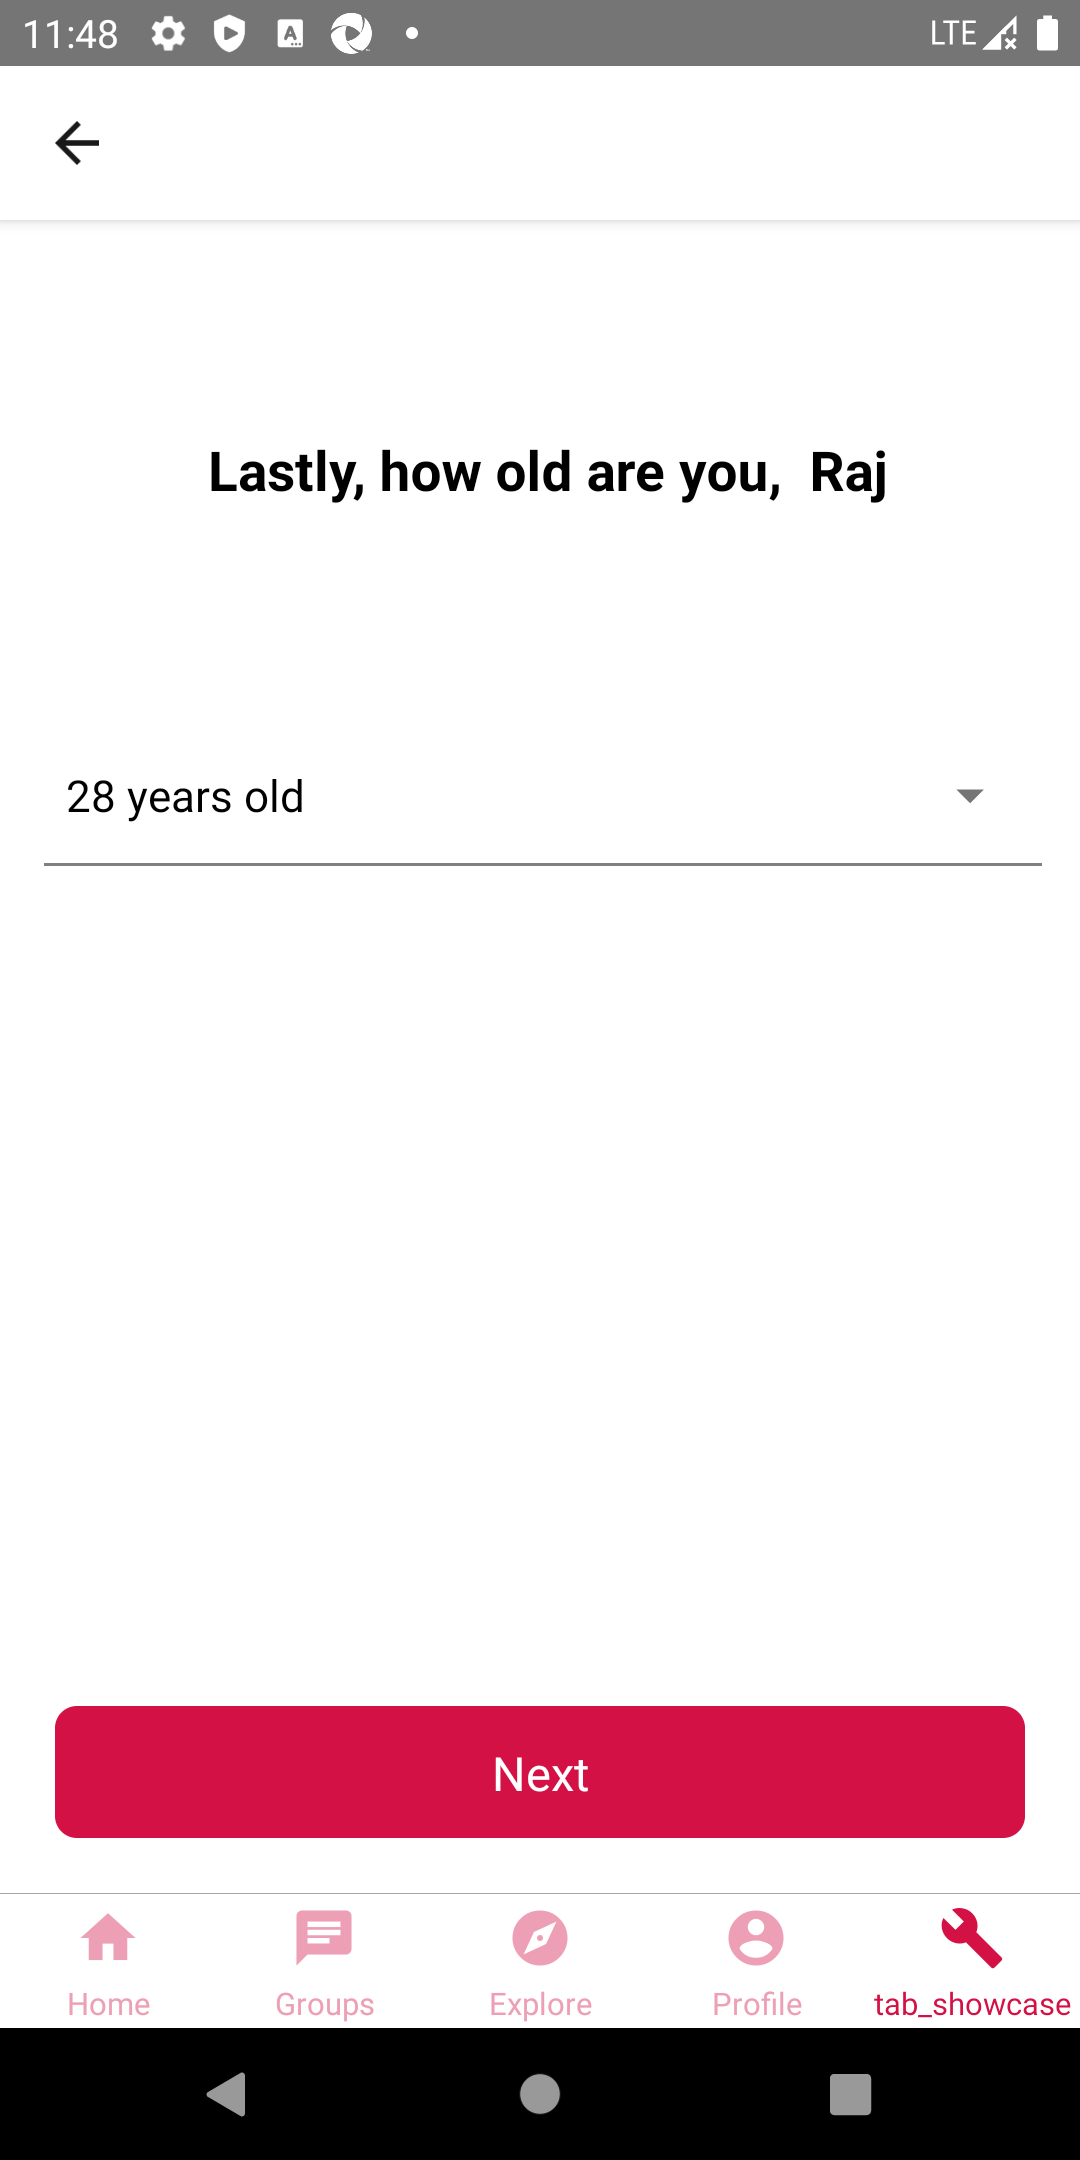 11:48 LTE
Lastly, how old are you, Raj
28 years old
Next
Home Groups Explore Profile tab_showcase